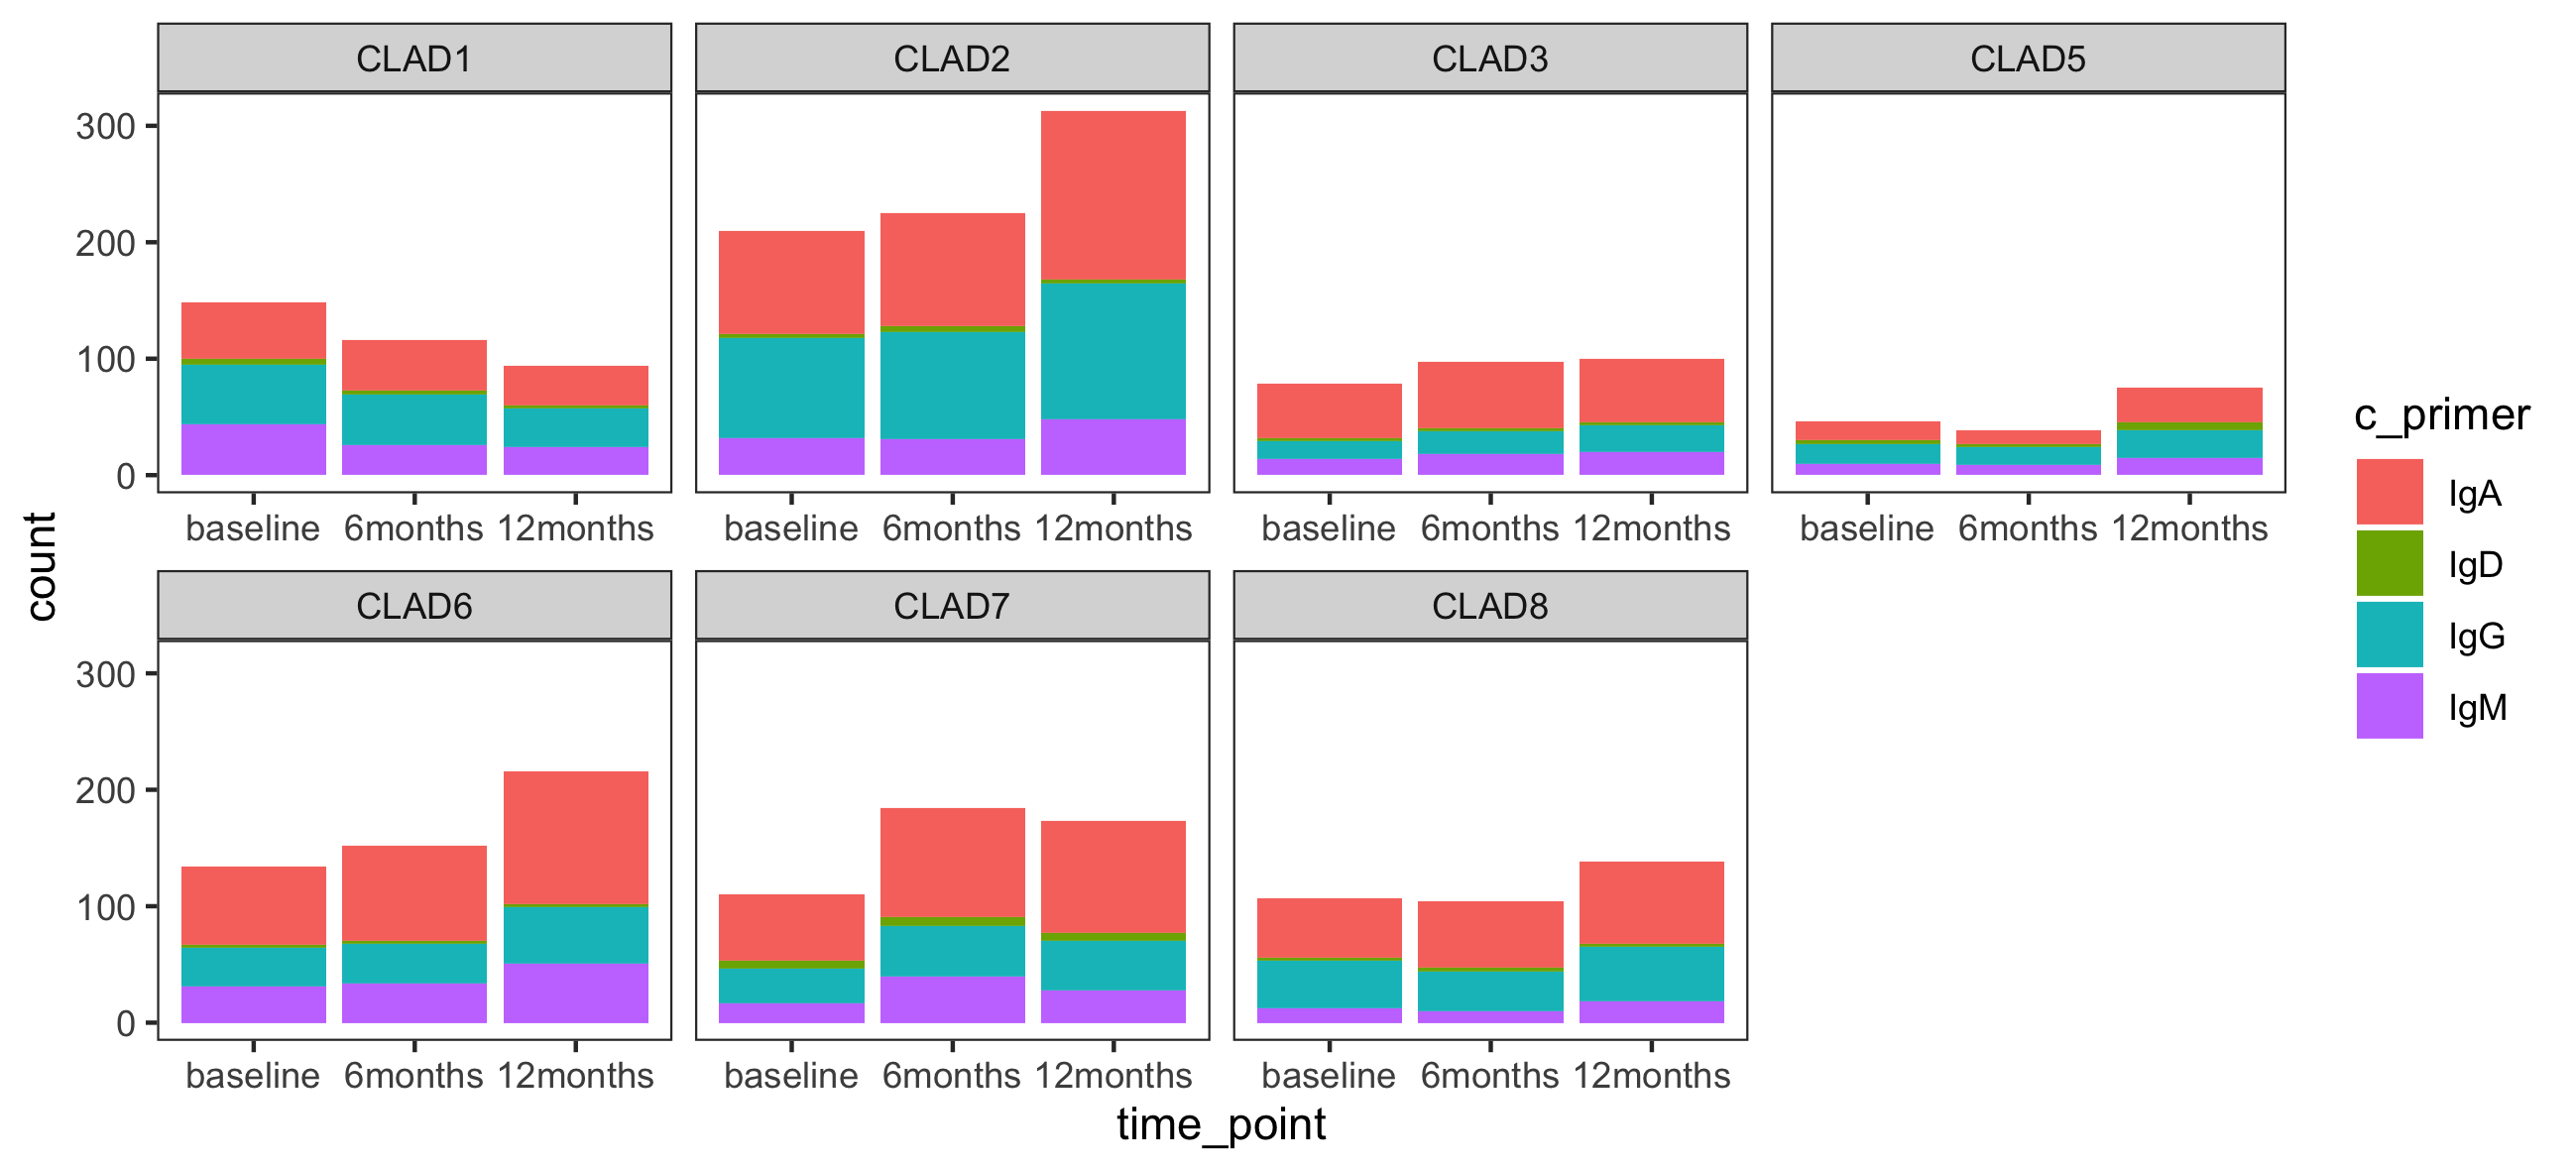 CLAD1 CLAD2 CLAD3 CLAD5
300
200
100
0
baseline 6months 12months baseline 6months 12months baseline 6months 12months baseline 6months 12months
CLAD6 CLAD7 CLAD8
300
200
100
0
baseline 6months 12months baseline 6months 12months baseline 6months 12months
time_point
count
c_primer
IgA
IgD
IgG
IgM